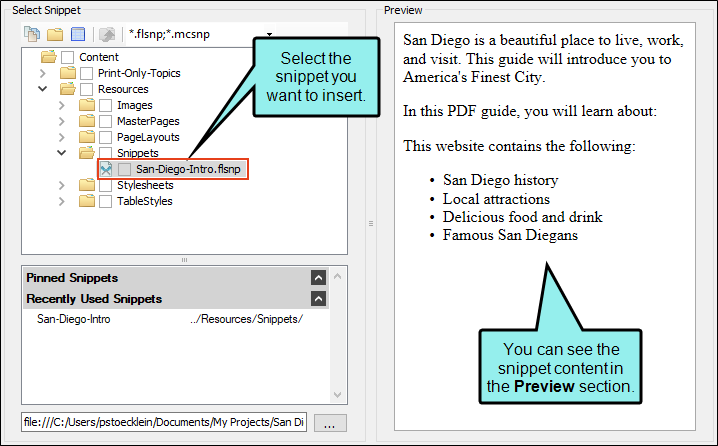 Select Snippet
*.flsnp;*.mcsnp
Content
Print-Only-Topics
Resources
Images
MasterPages
PageLayouts
Snippets
San-Diego-Intro.flsnp
Stylesheets
TableStyles
Select the
snippet you
want to insert.
Pinned Snippets
Recently Used Snippets
San-Diego-Intro ../Resources/Snippets/
file:///C:/Users/pstoecklein/Documents/My Projects/San Di
...
Preview
San Diego is a beautiful place to live, work,
and visit. This guide will introduce you to
America's Finest City.
In this PDF guide, you will learn about:
This website contains the following:
• San Diego history
• Local attractions
• Delicious food and drink
• Famous San Diegans
You can see the
snippet content in
the Preview section.